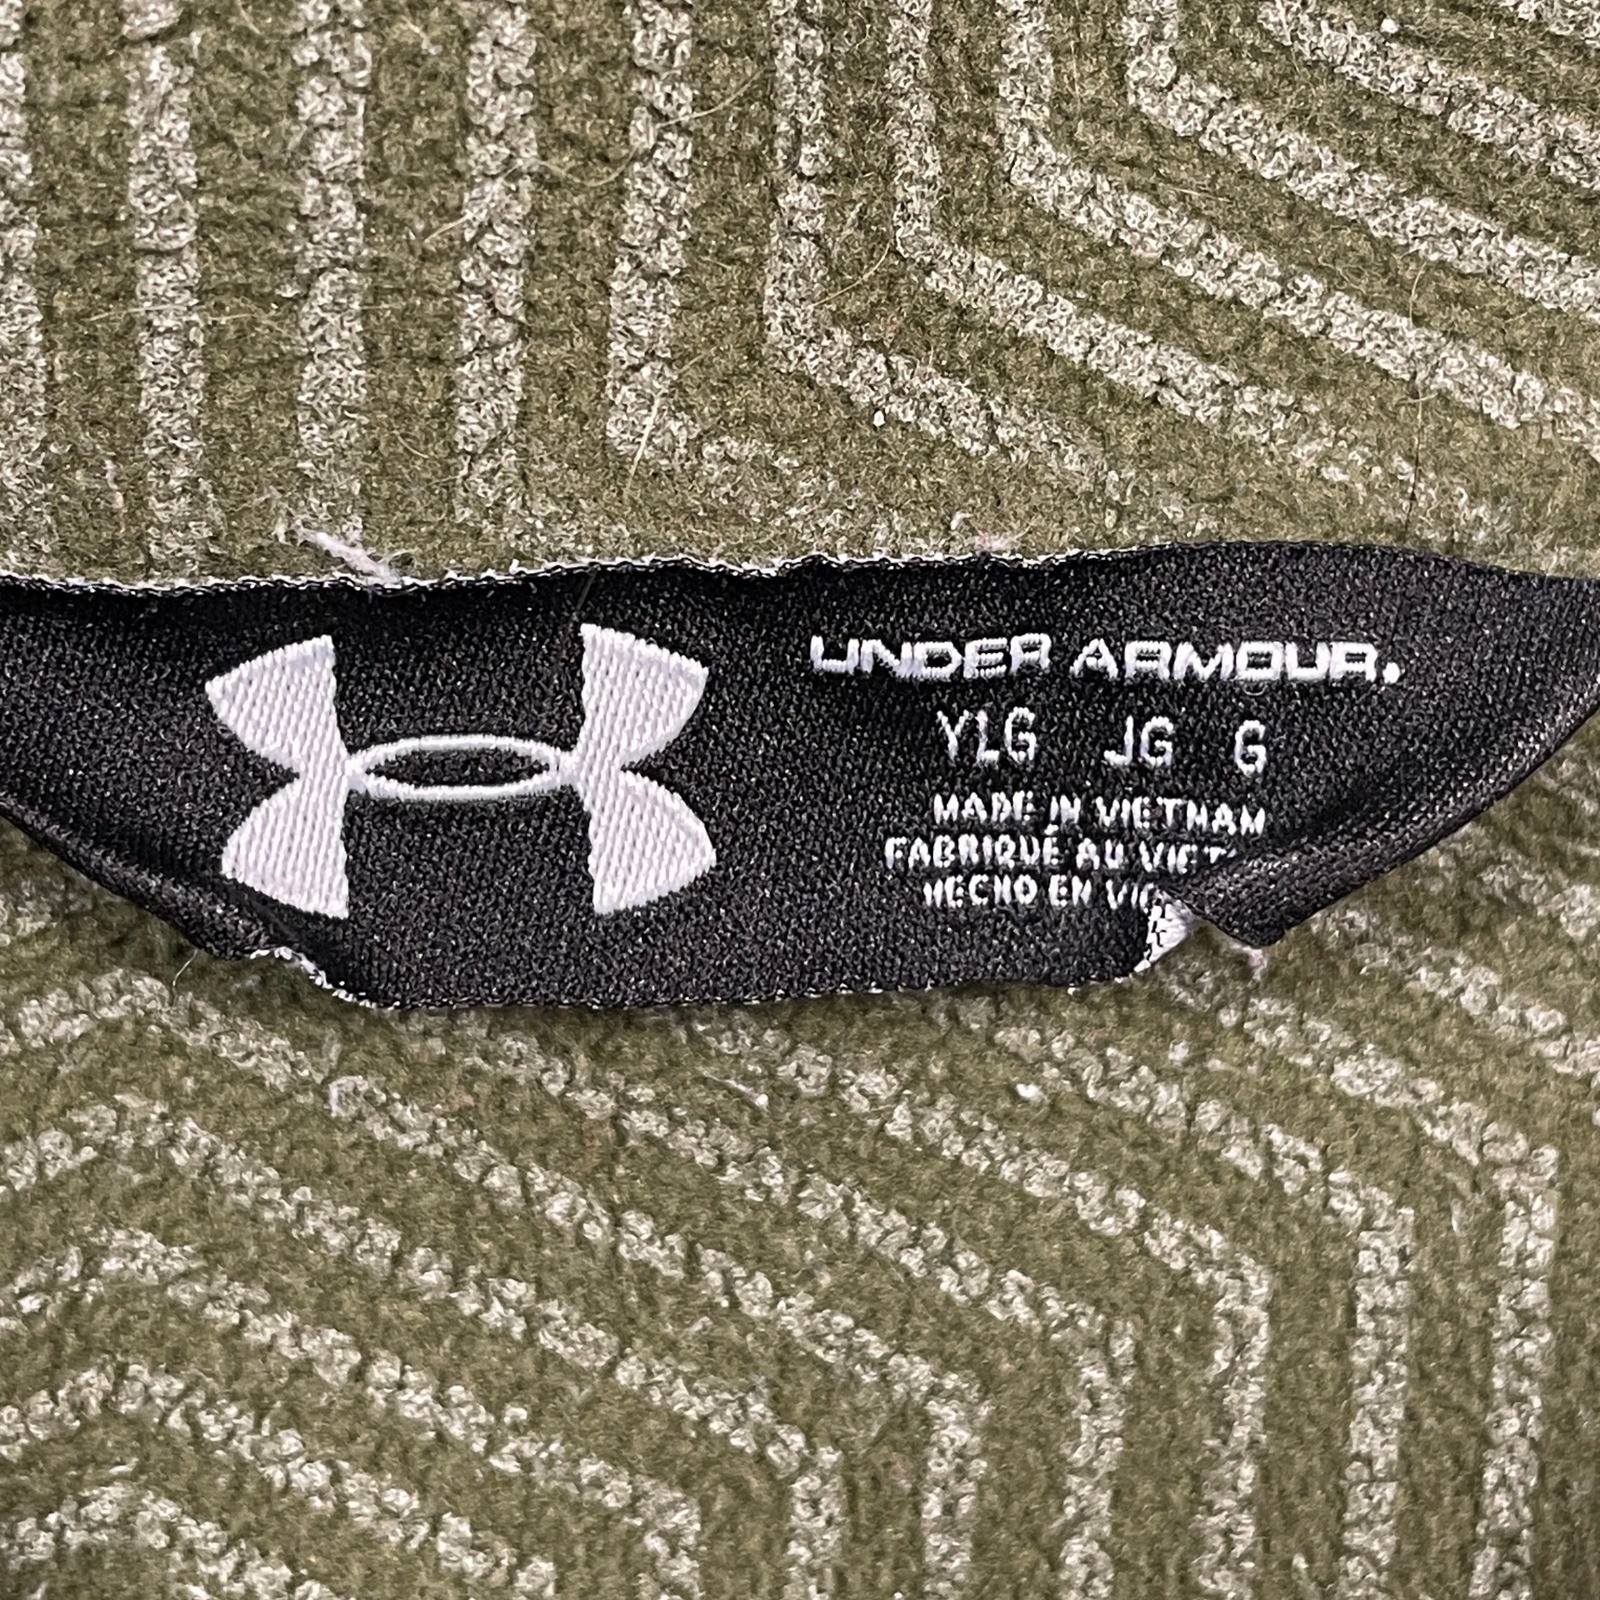 UNDER ARMOUR.
YLG JG G
MADE IN VIETNAM
FABRIQUÉ AU
HECHO EN